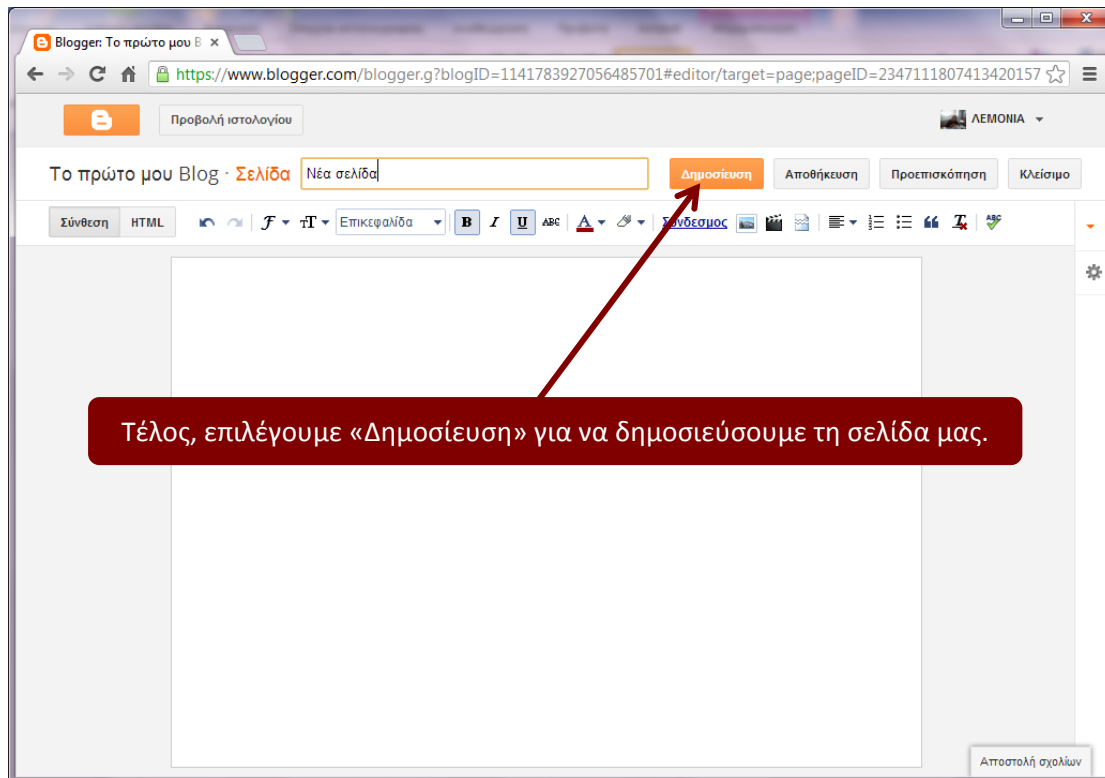 Blogger: Το πρώτο μου B
https://www.blogger.com/blogger.g?blogID=1141783927056485701#editor/target=page;pageID=2347111807413420157
Προβολή ιστολογίου
ΛΕΜΟΝΙΑ
Το πρώτο μου Blog · Σελίδα Νέα σελίδα Δημοσίευση Αποθήκευση Προεπισκόπηση Κλείσιμο
Σύνθεση HTML Επικεφαλίδα B I U ABC A Σύνδεσμος ABC
Τέλος, επιλέγουμε «Δημοσίευση» για να δημοσιεύσουμε τη σελίδα μας.
Αποστολή σχολίων